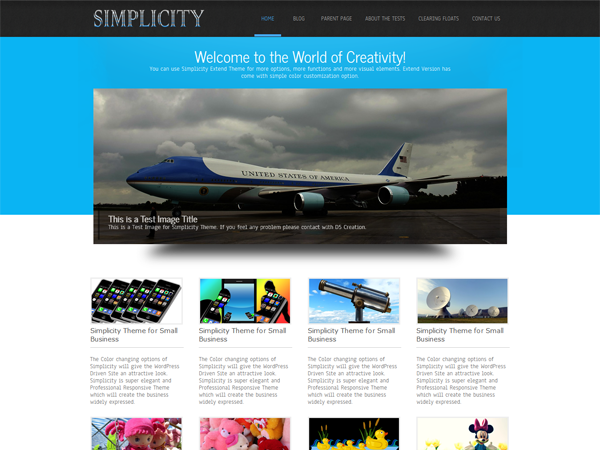 SIMPLICITY
HOME BLOG PARENT PAGE ABOUT THE TESTS CLEARING FLOATS CONTACT US
Welcome to the World of Creativity!
You can use Simplicity Extend Theme for more options, more functions and more visual elements. Extend Version has
come with simple color customization option.
UNITED STATES OF AMERICA
This is a Test Image Title
This is a Test Image for Simplicity Theme. If you feel any problem please contact with D5 Creation.
Simplicity Theme for Small
Business
The Color changing options of
Simplicity will give the WordPress
Driven Site an attractive look.
Simplicity is super elegant and
Professional Responsive Theme
which will create the business
widely expressed.
Simplicity Theme for Small
Business
The Color changing options of
Simplicity will give the WordPress
Driven Site an attractive look.
Simplicity is super elegant and
Professional Responsive Theme
which will create the business
widely expressed.
Simplicity Theme for Small
Business
The Color changing options of
Simplicity will give the WordPress
Driven Site an attractive look.
Simplicity is super elegant and
Professional Responsive Theme
which will create the business
widely expressed.
Simplicity Theme for Small
Business
The Color changing options of
Simplicity will give the WordPress
Driven Site an attractive look.
Simplicity is super elegant and
Professional Responsive Theme
which will create the business
widely expressed.